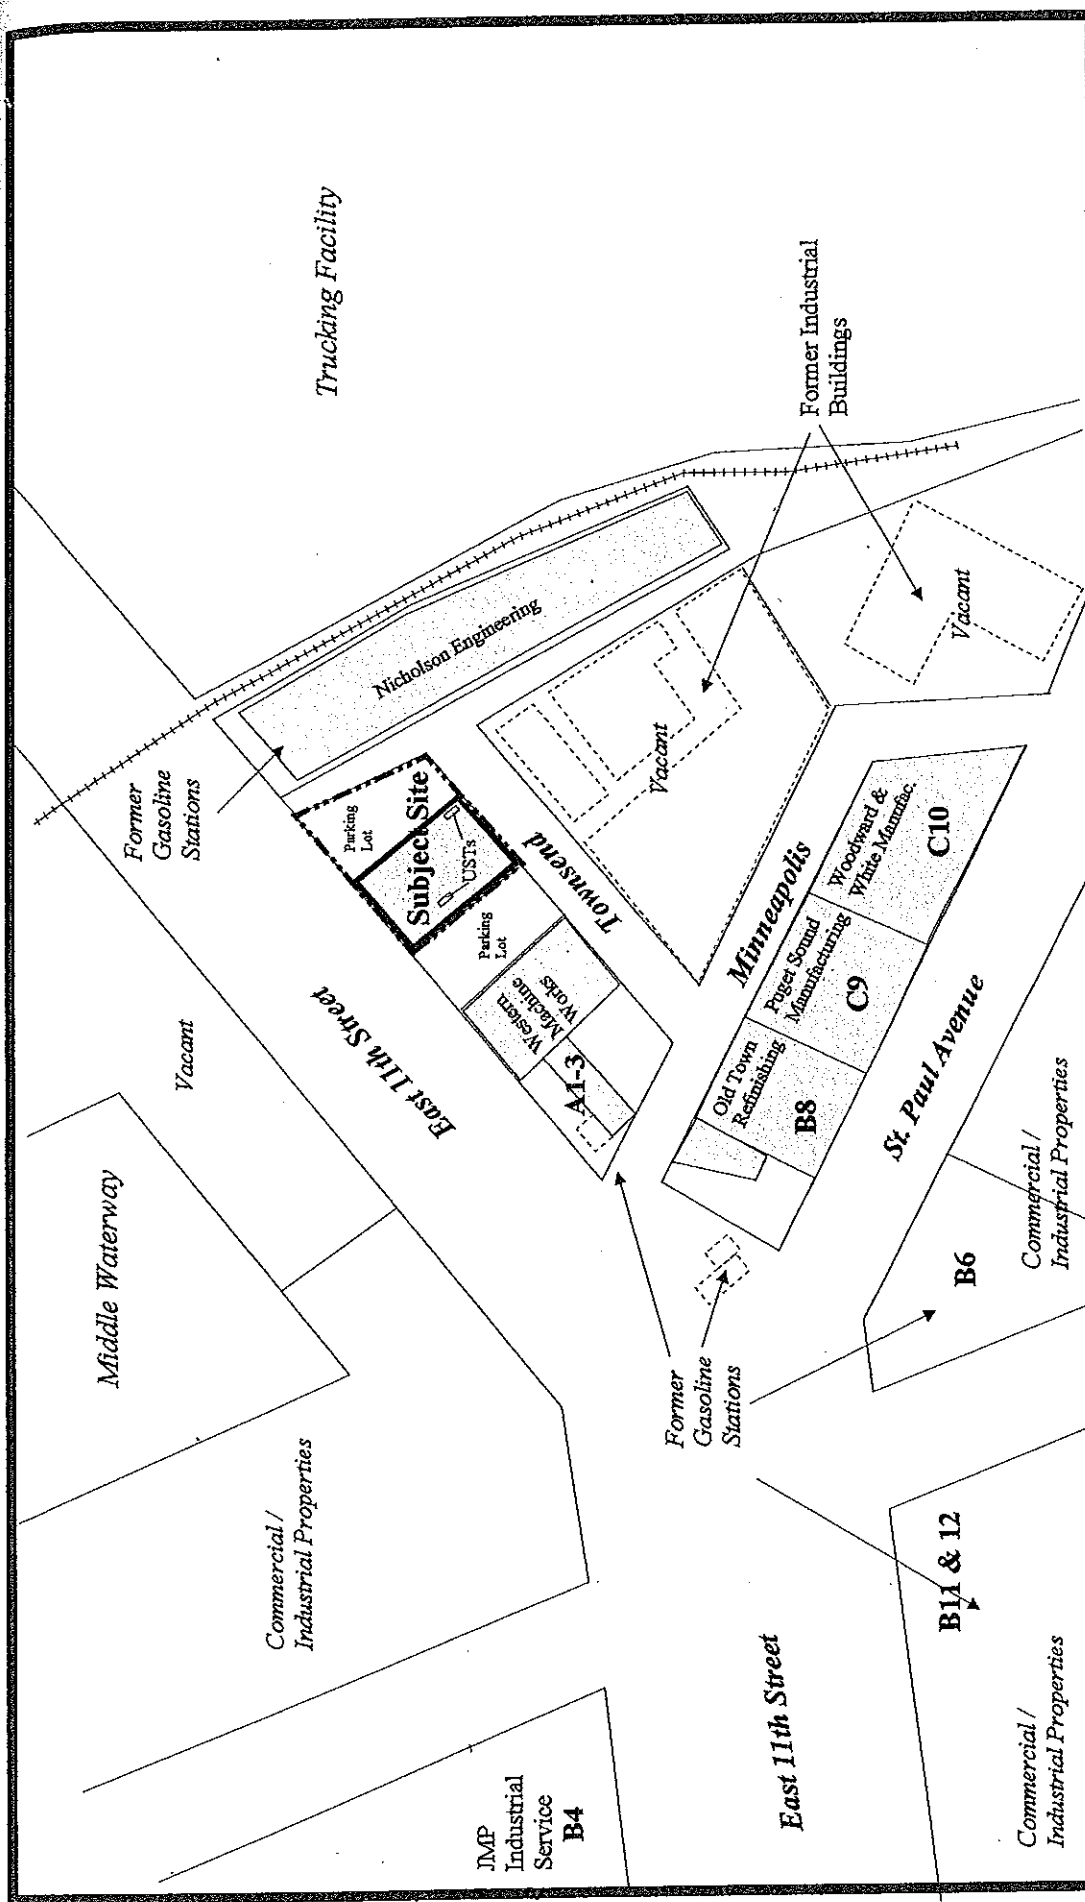 Trucking Facility
Former
Gasoline
Stations
Nicholson Engineering
Former Industrial
Buildings
Parking
Lot
Subject Site
USTs
Vacant
Vacant
Townsend
Parking
Lot
Western
Machine
Works
A1-3
East 11th Street
Vacant
Middle Waterway
Minneapolis
Woodward &
White Manufac.
C10
Puget Sound
Manufacturing
C9
Old Town
Refinishing
B8
St. Paul Avenue
Commercial /
Industrial Properties
B6
Former
Gasoline
Stations
Commercial /
Industrial Properties
B11 & 12
East 11th Street
JMP
Industrial
Service
B4
Commercial /
Industrial Properties